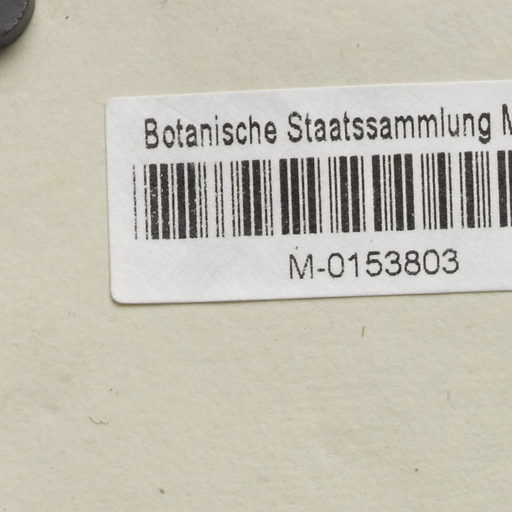 Botanische Staatssammlung M
M-0153803